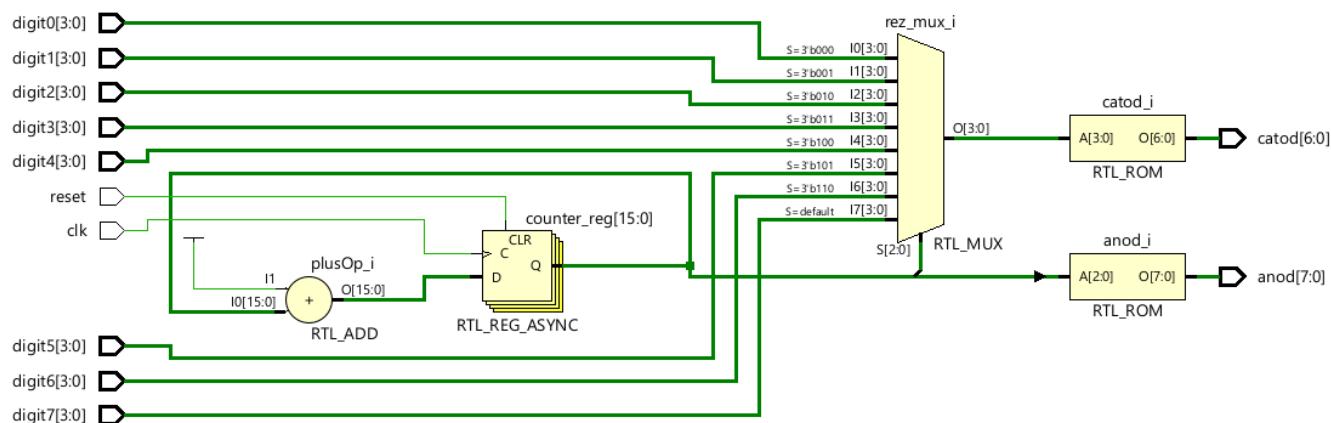 digit0[3:0]
digit1[3:0]
digit2[3:0]
digit3[3:0]
digit4[3:0]
reset
clk
digit5[3:0]
digit6[3:0]
digit7[3:0]
plusOp_i
I1
I0[15:0]
O[15:0]
+
RTL_ADD
counter_reg[15:0]
CLR
C
D
Q
RTL_REG_ASYNC
rez_mux_i
S=3'b000 I0[3:0]
S=3'b001 I1[3:0]
S=3'b010 I2[3:0]
S=3'b011 I3[3:0]
S=3'b100 I4[3:0]
S=3'b101 I5[3:0]
S=3'b110 I6[3:0]
S=default I7[3:0]
S[2:0]
O[3:0]
RTL_MUX
catod_i
A[3:0] O[6:0]
RTL_ROM
catod[6:0]
anod_i
A[2:0] O[7:0]
RTL_ROM
anod[7:0]